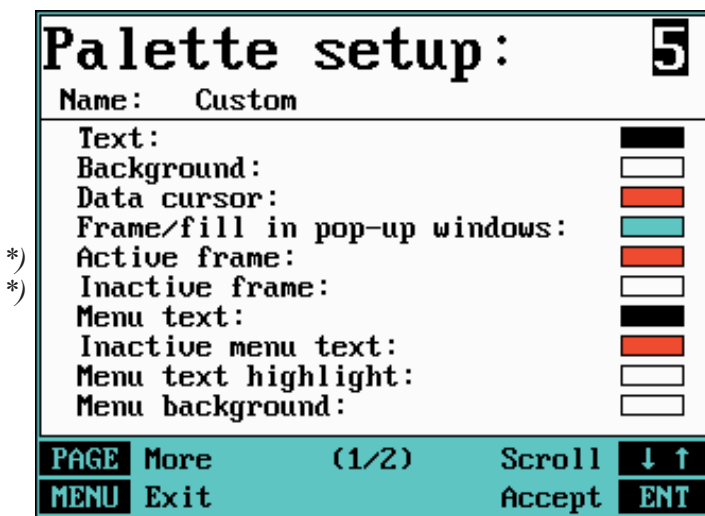 Palette setup: 5
Name: Custom
Text:
Background:
Data cursor:
Frame/fill in pop-up windows:
*) Active frame:
*) Inactive frame:
Menu text:
Inactive menu text:
Menu text highlight:
Menu background:
PAGE More (1/2) Scroll ↓ ↑
MENU Exit Accept ENT